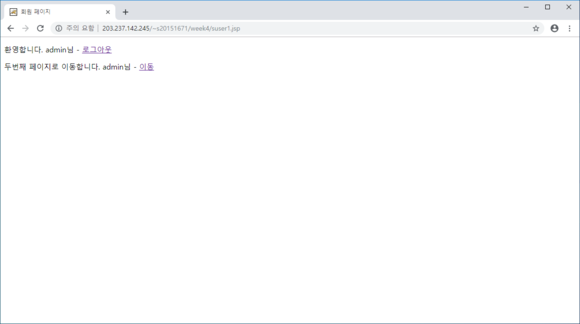 회원 페이지
주의 요함 203.237.142.245/~s20151671/week4/suser1.jsp
환영합니다. admin님 - 로그아웃
두번째 페이지로 이동합니다. admin님 - 이동